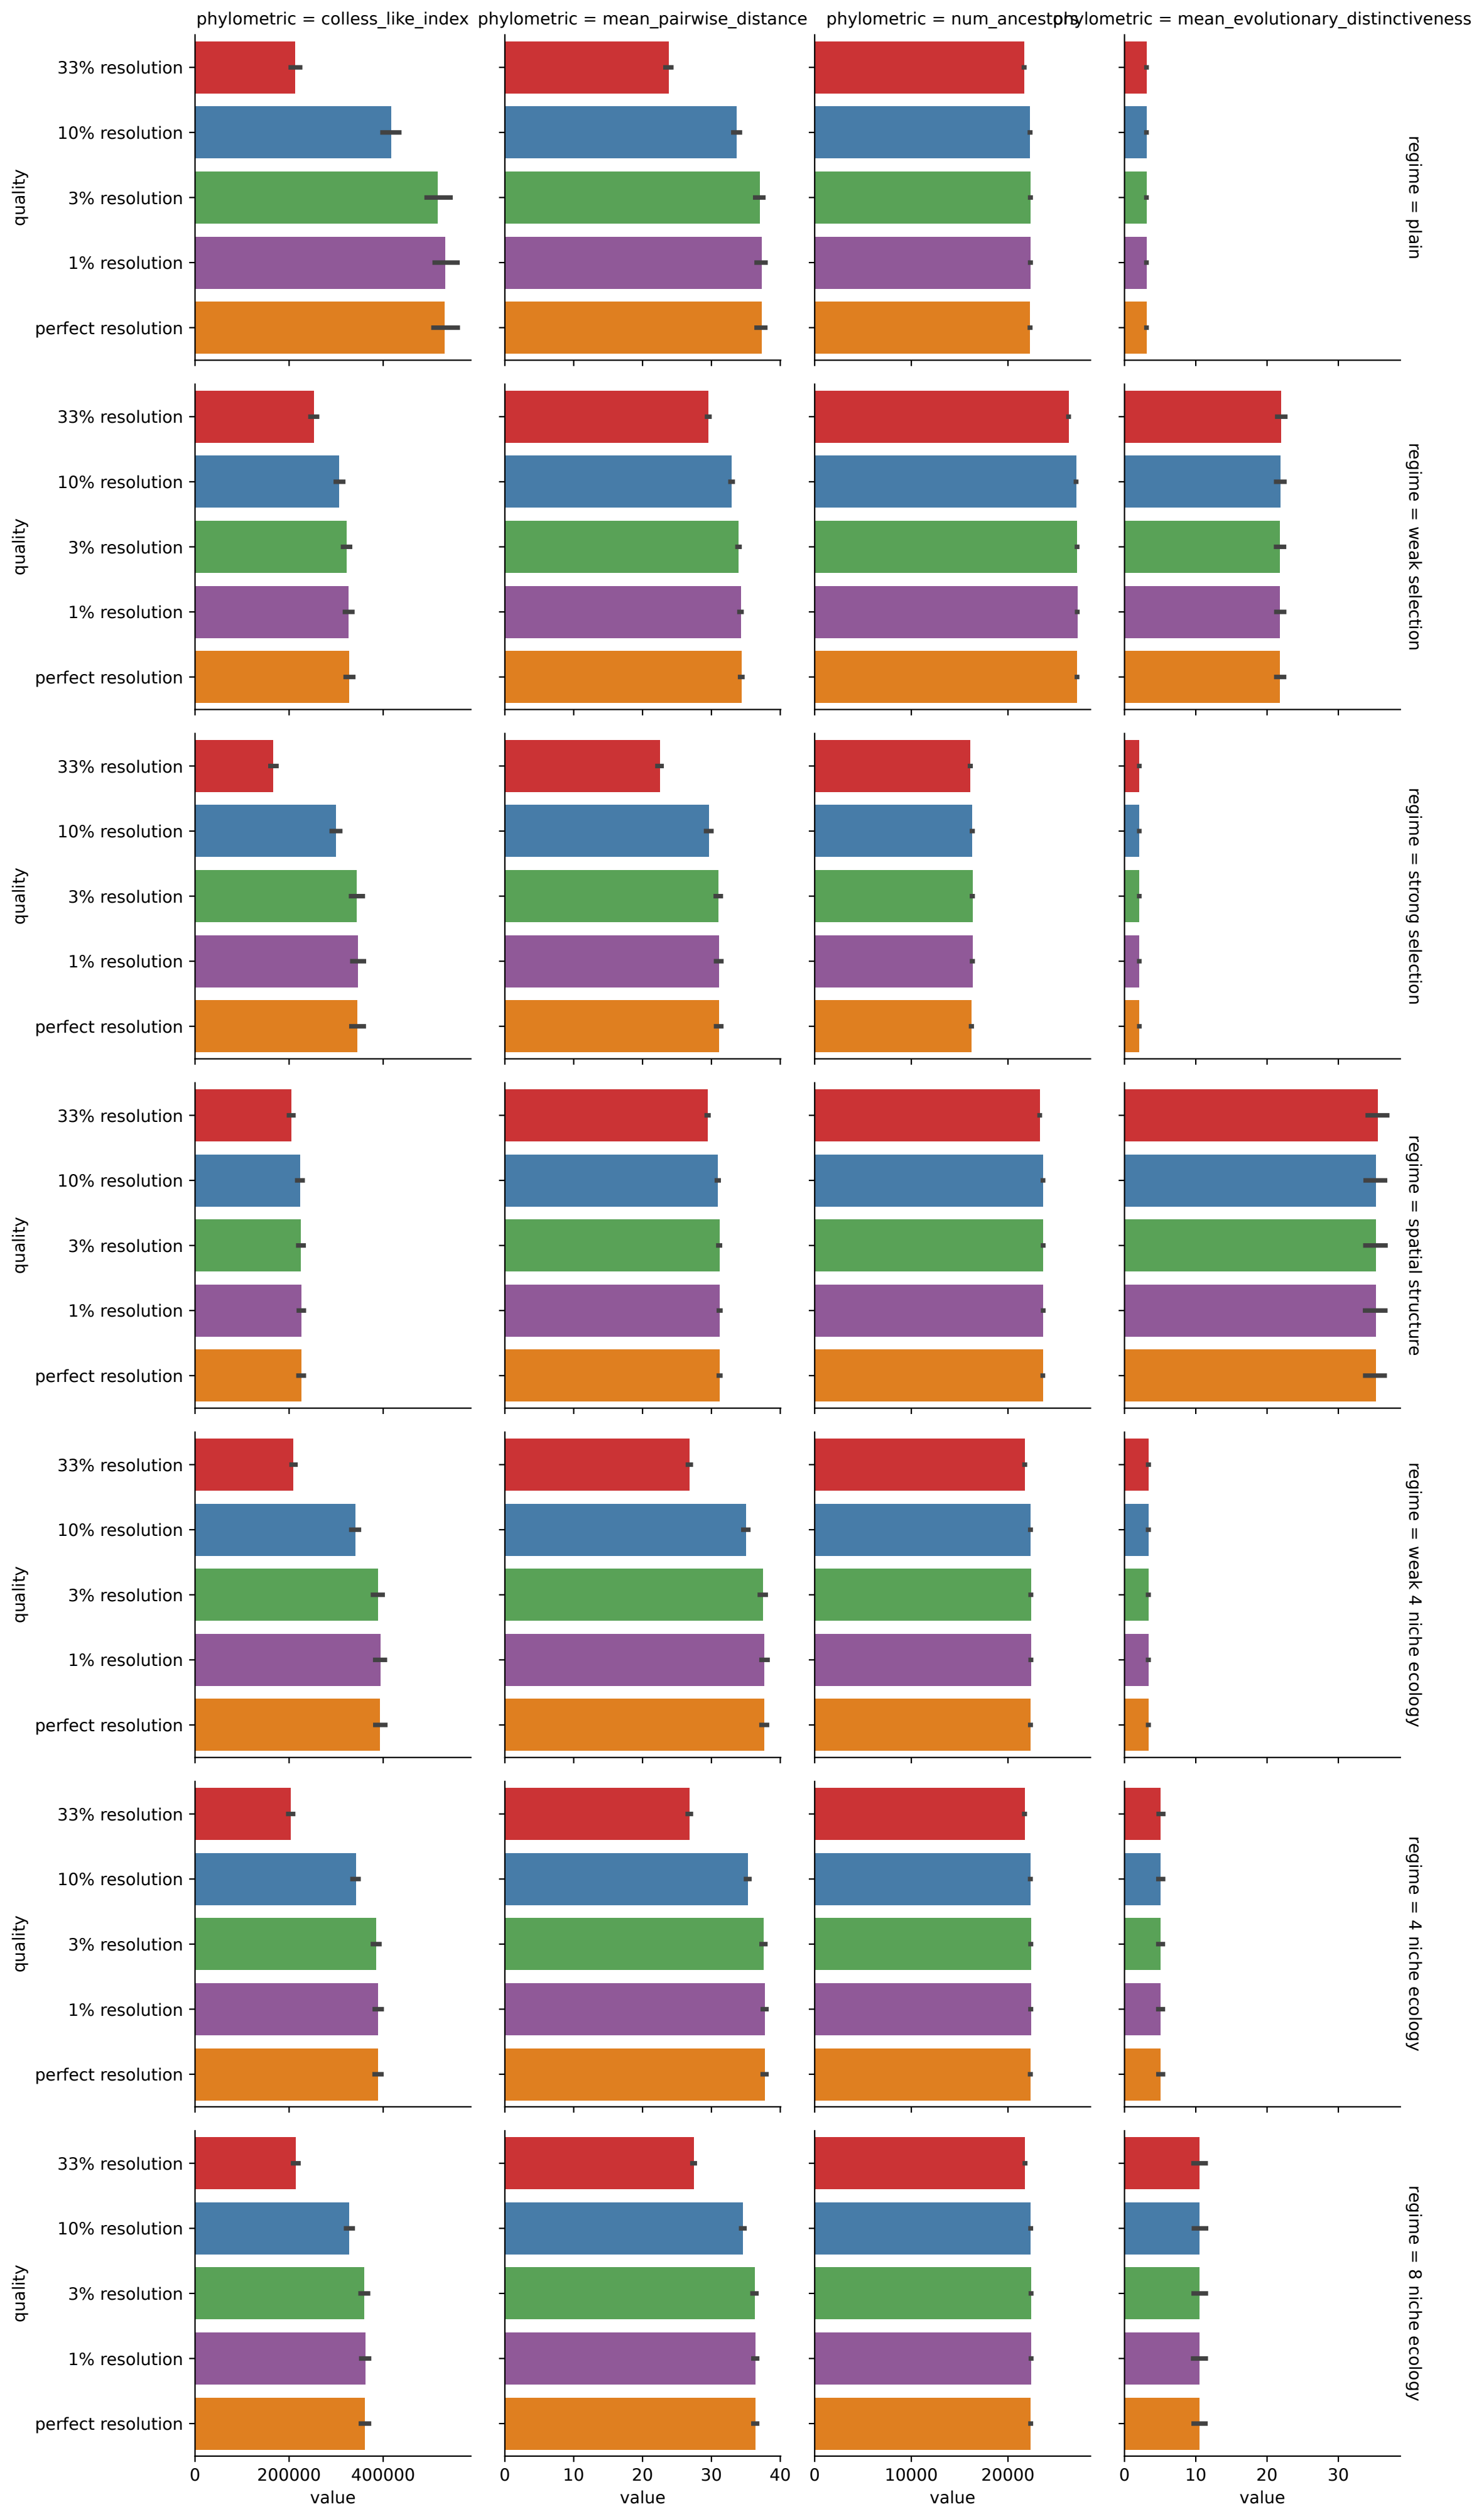 phylometric = colless_like_index
phylometric = mean_pairwise_distance
phylometric = num_ancestors
phylometric = mean_evolutionary_distinctiveness
33% resolution
10% resolution
3% resolution
1% resolution
perfect resolution
quality
regime = plain
33% resolution
10% resolution
3% resolution
1% resolution
perfect resolution
quality
regime = weak selection
33% resolution
10% resolution
3% resolution
1% resolution
perfect resolution
quality
regime = strong selection
33% resolution
10% resolution
3% resolution
1% resolution
perfect resolution
quality
regime = spatial structure
33% resolution
10% resolution
3% resolution
1% resolution
perfect resolution
quality
regime = weak 4 niche ecology
33% resolution
10% resolution
3% resolution
1% resolution
perfect resolution
quality
regime = 4 niche ecology
33% resolution
10% resolution
3% resolution
1% resolution
perfect resolution
quality
regime = 8 niche ecology
0 200000 400000
0 10 20 30 40
0 10000 20000
0 10 20 30
value
value
value
value